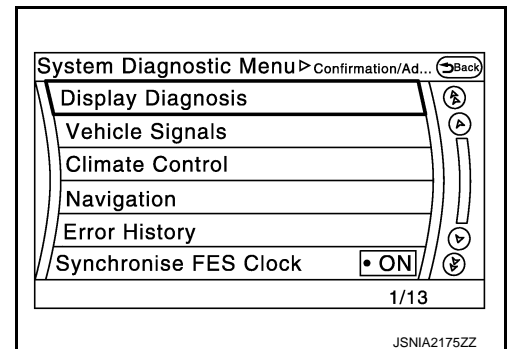 System Diagnostic Menu ▷ Confirmation/Ad... Back
Display Diagnosis
Vehicle Signals
Climate Control
Navigation
Error History
Synchronise FES Clock • ON
1/13
JSNIA2175ZZ